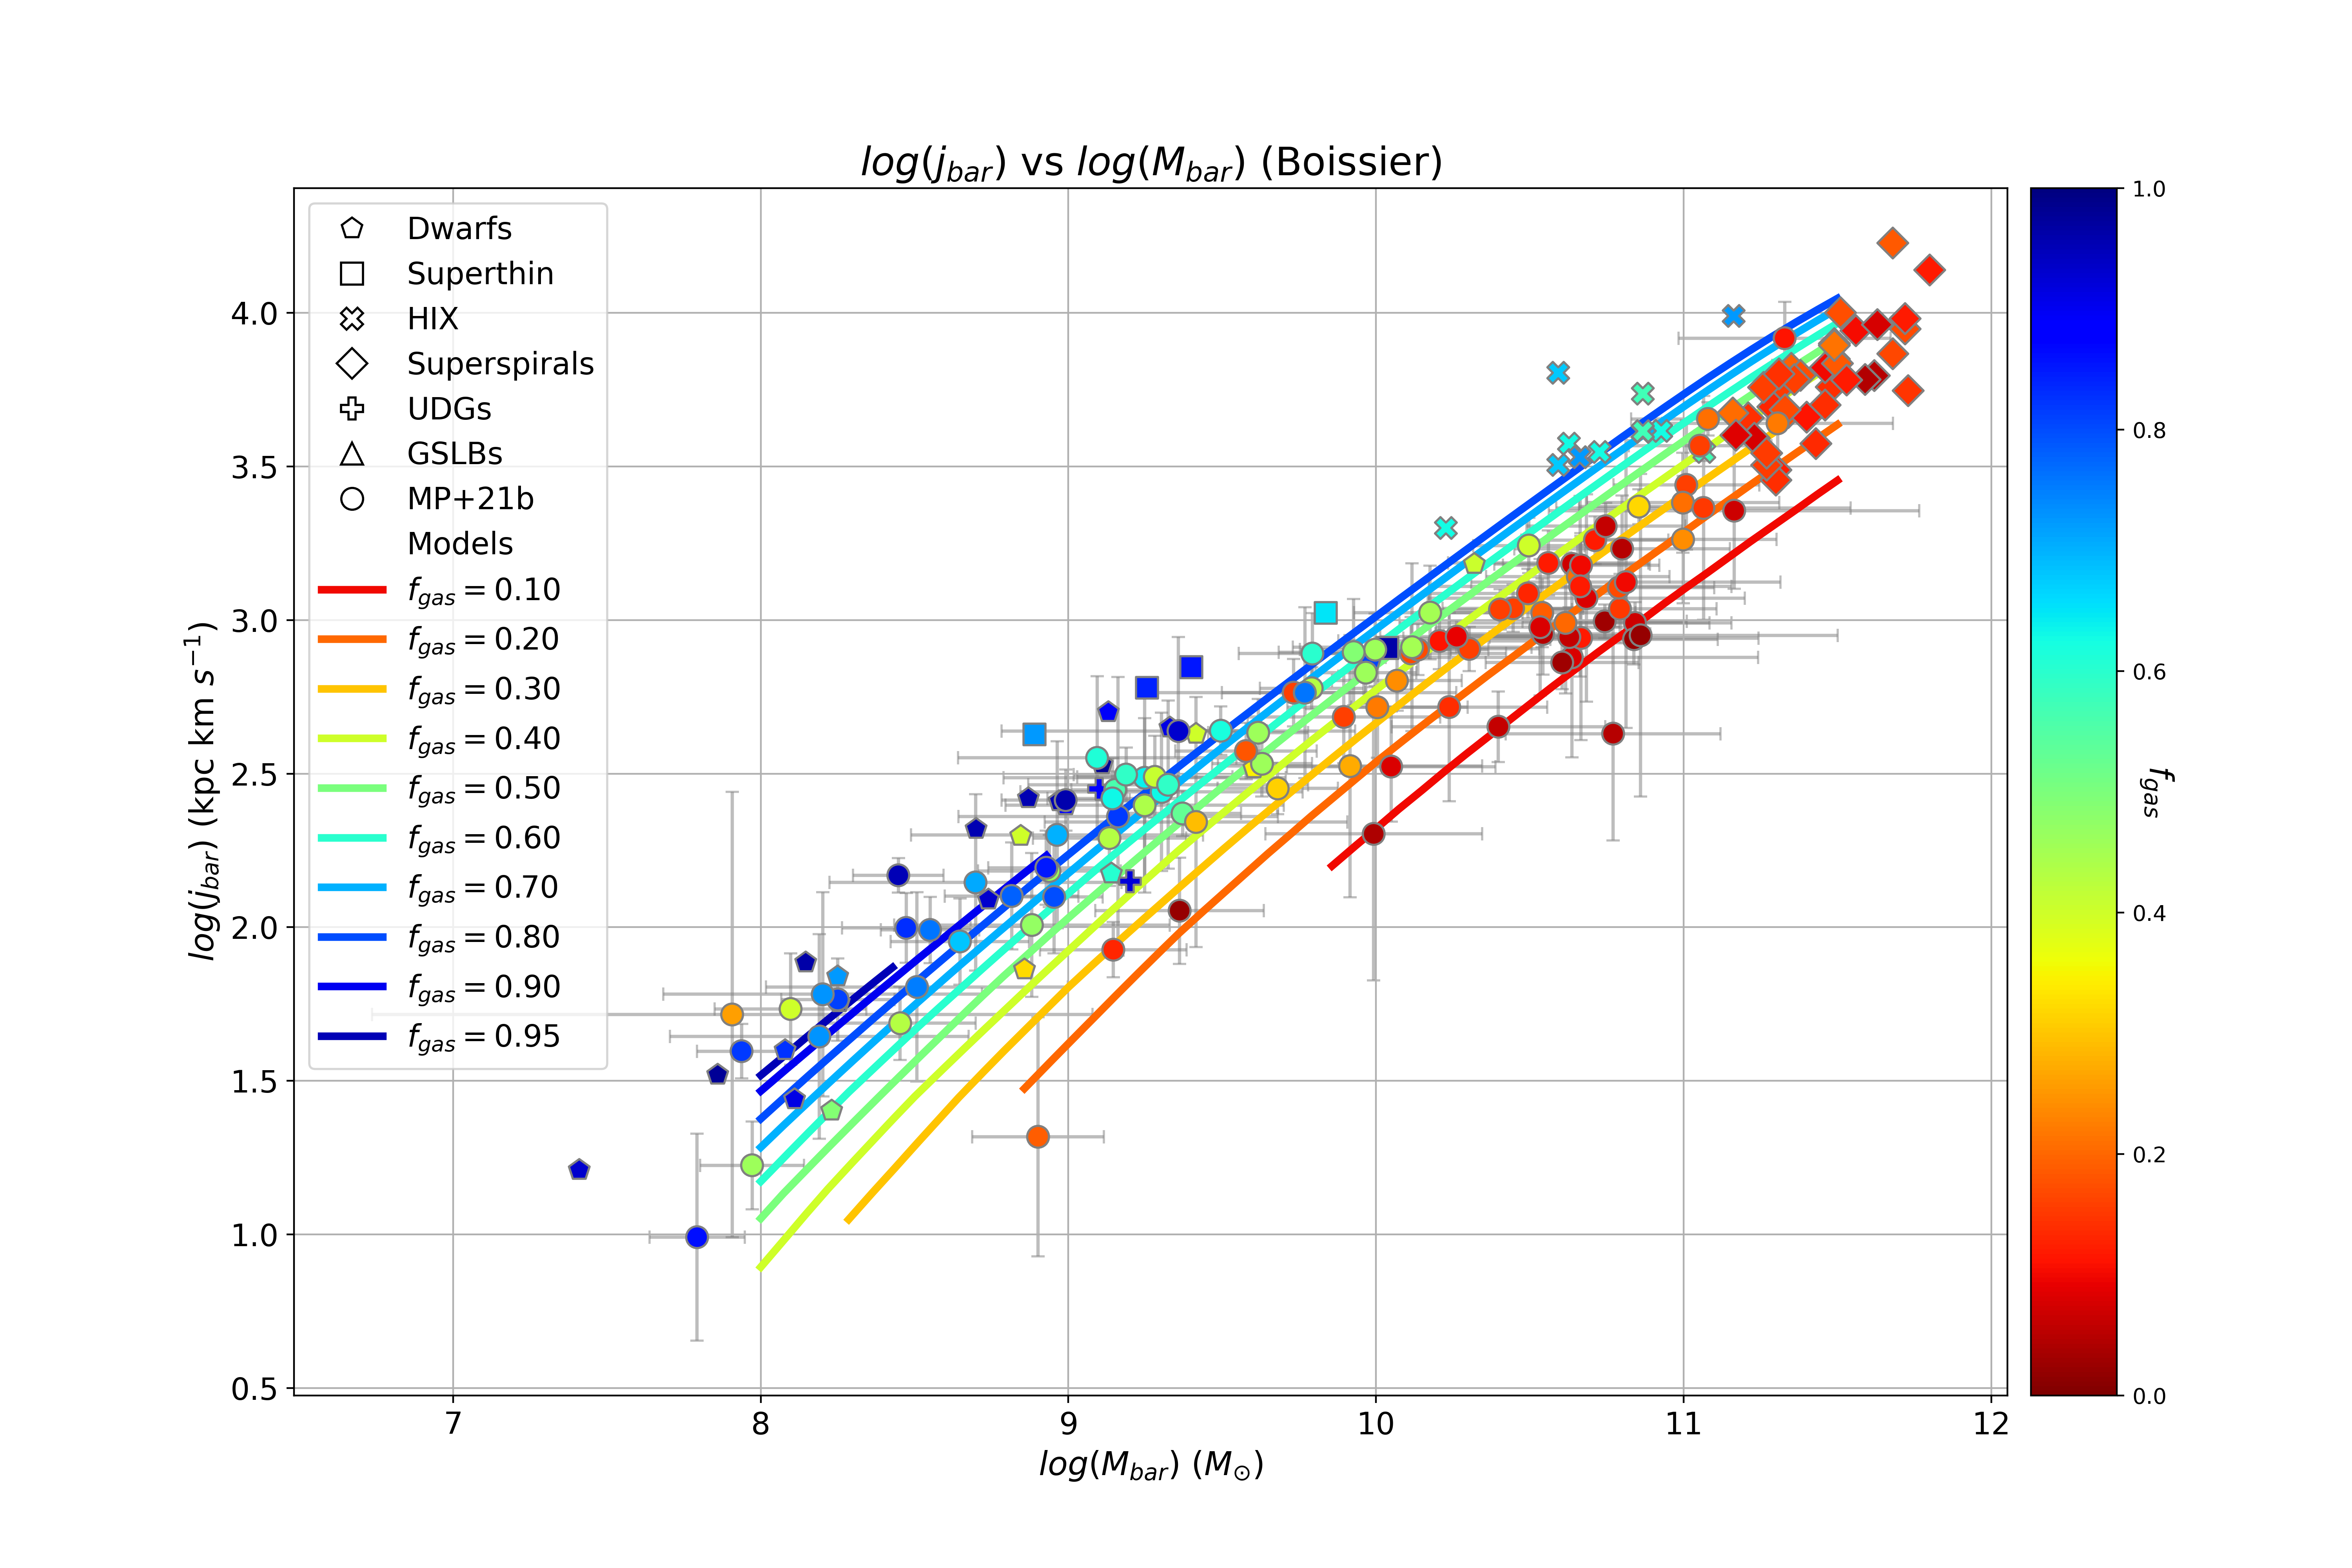 log(j_bar) vs log(M_bar) (Boissier)
Dwarfs
Superthin
HIX
Superspirals
UDGs
GSLBs
MP+21b
Models
f_gas = 0.10
f_gas = 0.20
f_gas = 0.30
f_gas = 0.40
f_gas = 0.50
f_gas = 0.60
f_gas = 0.70
f_gas = 0.80
f_gas = 0.90
f_gas = 0.95
log(j_bar) (kpc km s⁻¹)
4.0
3.5
3.0
2.5
2.0
1.5
1.0
0.5
7 8 9 10 11 12
log(M_bar) (M_⊙)
1.0
0.8
0.6
0.4
0.2
0.0
f_gas